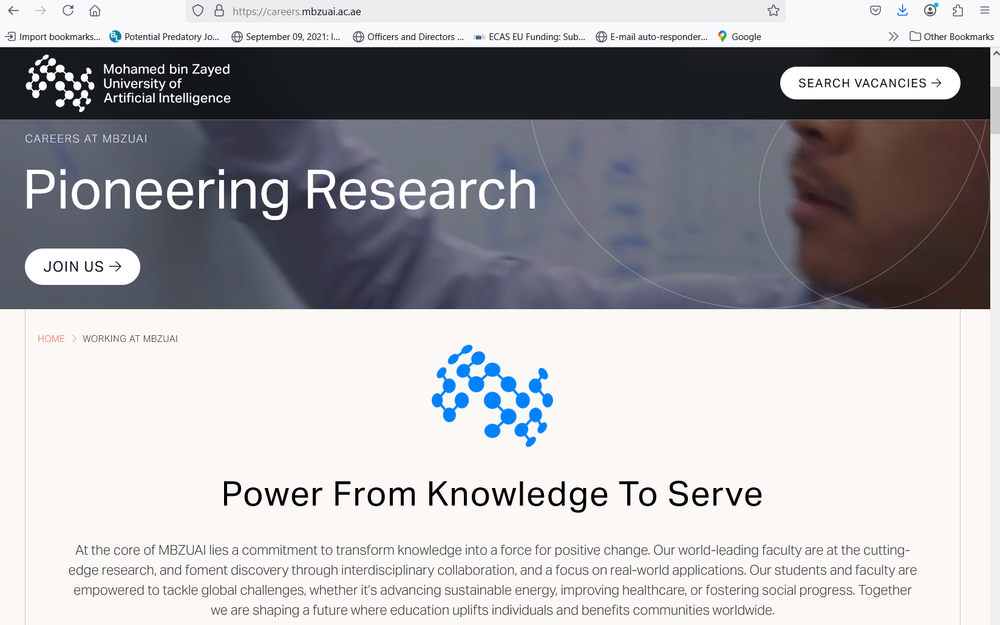 https://careers.mbzuai.ac.ae
Import bookmarks...
Potential Predatory Jo...
September 09, 2021: I...
Officers and Directors ...
ECAS EU Funding: Sub...
E-mail auto-responder...
Google
Other Bookmarks
Mohamed bin Zayed
University of
Artificial Intelligence
SEARCH VACANCIES →
CAREERS AT MBZUAI
Pioneering Research
JOIN US →
HOME > WORKING AT MBZUAI
Power From Knowledge To Serve
At the core of MBZUAI lies a commitment to transform knowledge into a force for positive change. Our world-leading faculty are at the cutting-
edge research, and foment discovery through interdisciplinary collaboration, and a focus on real-world applications. Our students and faculty are
empowered to tackle global challenges, whether it's advancing sustainable energy, improving healthcare, or fostering social progress. Together
we are shaping a future where education uplifts individuals and benefits communities worldwide.